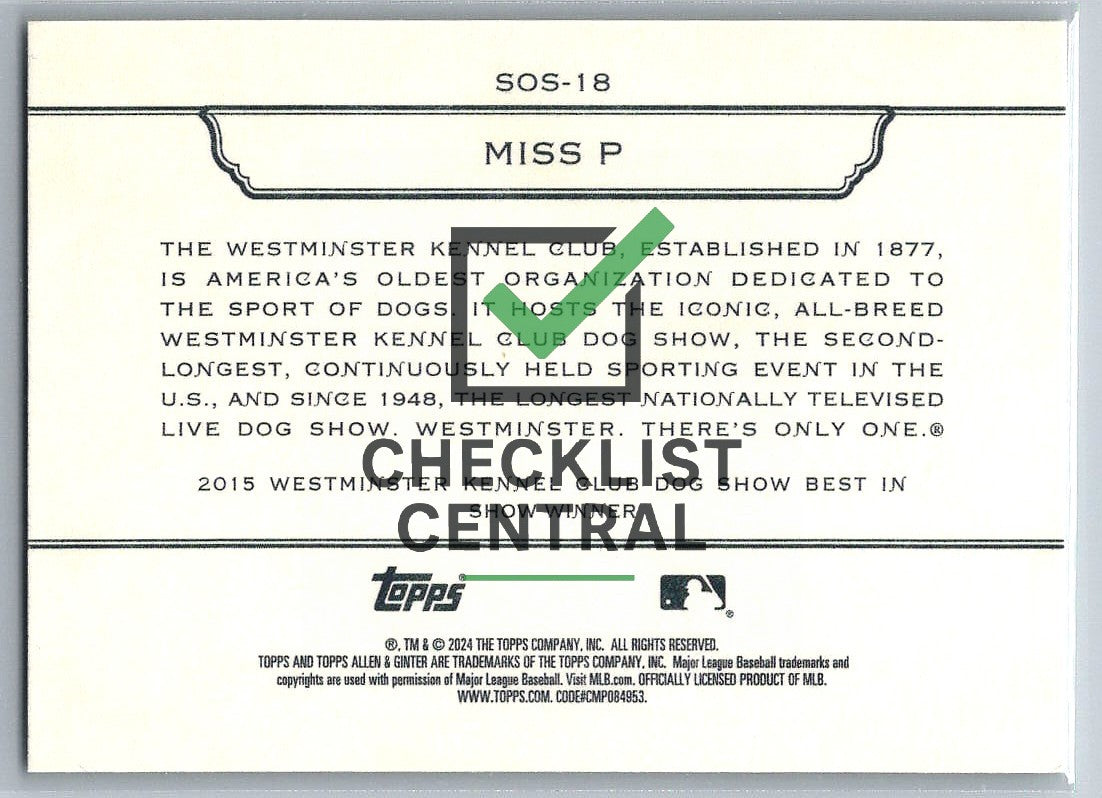 SOS-18
MISS P
THE WESTMINSTER KENNEL CLUB, ESTABLISHED IN 1877,
IS AMERICA'S OLDEST ORGANIZATION DEDICATED TO
THE SPORT OF DOGS. IT HOSTS THE ICONIC, ALL-BREED
WESTMINSTER KENNEL CLUB DOG SHOW, THE SECOND-
LONGEST, CONTINUOUSLY HELD SPORTING EVENT IN THE
U.S., AND SINCE 1948, THE LONGEST NATIONALLY TELEVISED
LIVE DOG SHOW. WESTMINSTER. THERE'S ONLY ONE.®
CHECKLIST
2015 WESTMINSTER KENNEL CLUB DOG SHOW BEST IN
SHOW WINNER
CENTRAL
topps®
®
®, TM & © 2024 THE TOPPS COMPANY, INC. ALL RIGHTS RESERVED.
TOPPS AND TOPPS ALLEN & GINTER ARE TRADEMARKS OF THE TOPPS COMPANY, INC. Major League Baseball trademarks and
copyrights are used with permission of Major League Baseball. Visit MLB.com. OFFICIALLY LICENSED PRODUCT OF MLB.
WWW.TOPPS.COM. CODE#CMP084953.